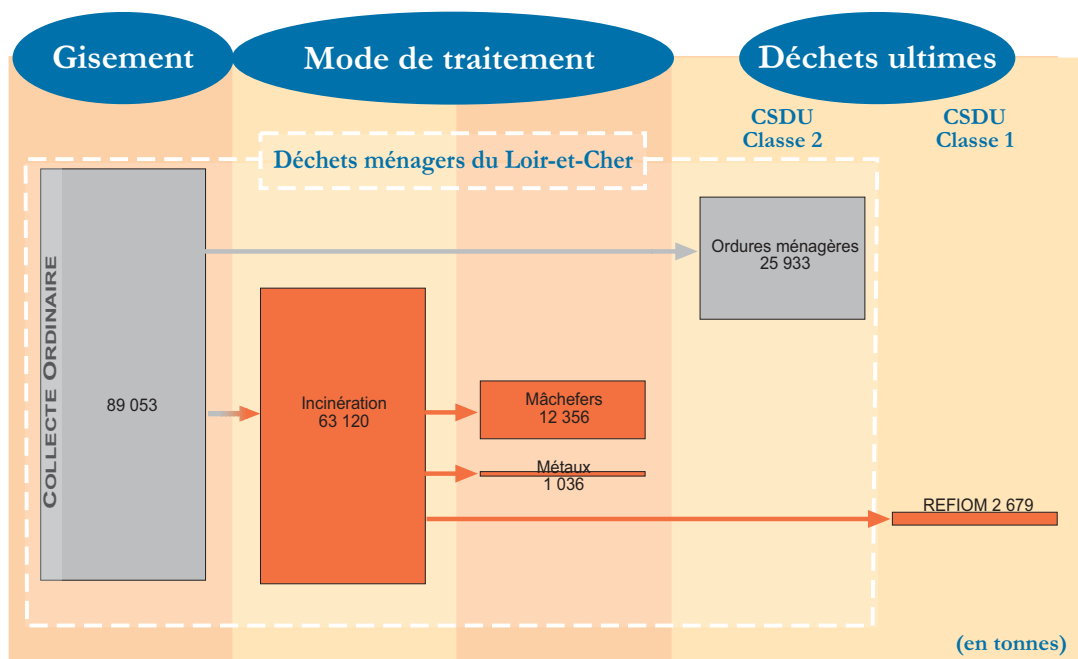 Gisement
Mode de traitement
Déchets ultimes
CSDU
Classe 2
CSDU
Classe 1
Déchets ménagers du Loir-et-Cher
COLLECTE ORDINAIRE
89 053
Ordures ménagères
25 933
Incinération
63 120
Mâchefers
12 356
Métaux
1 036
REFIOM 2 679
(en tonnes)